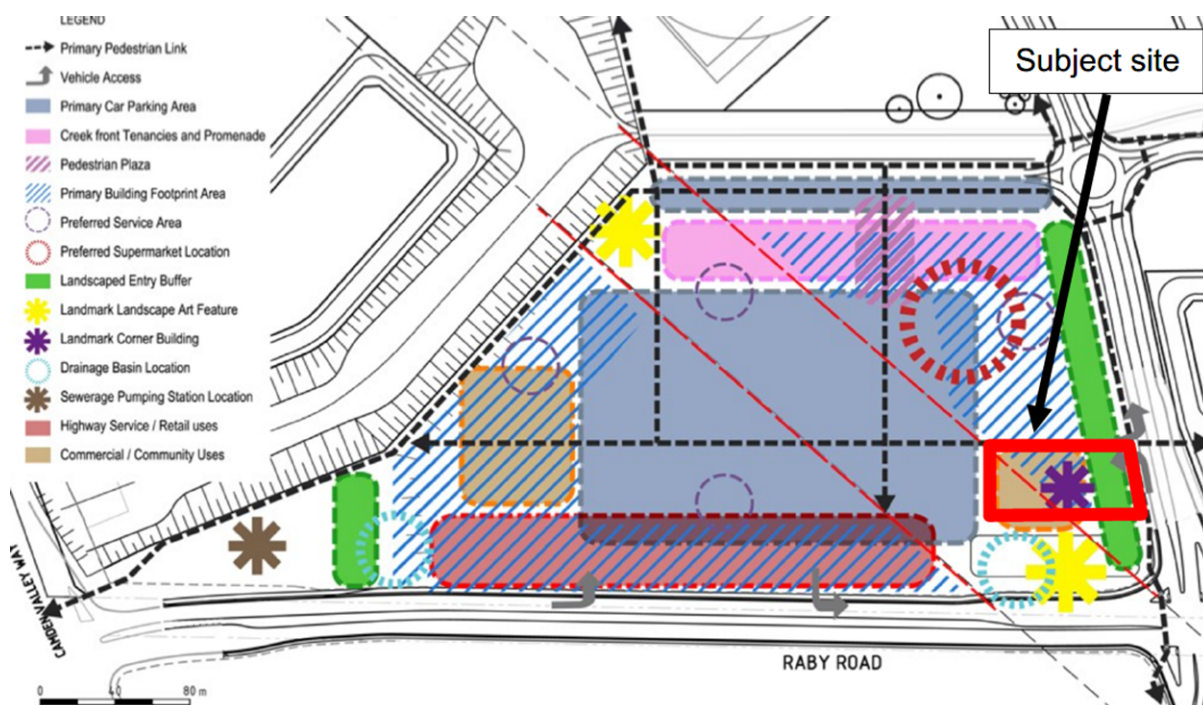 LEGEND
Primary Pedestrian Link
Vehicle Access
Primary Car Parking Area
Creek front Tenancies and Promenade
Pedestrian Plaza
Primary Building Footprint Area
Preferred Service Area
Preferred Supermarket Location
Landscaped Entry Buffer
Landmark Landscape Art Feature
Landmark Corner Building
Drainage Basin Location
Sewerage Pumping Station Location
Highway Service / Retail uses
Commercial / Community Uses
Subject site
CAMDEN VALLEY WAY
RABY ROAD
0 40 80 m